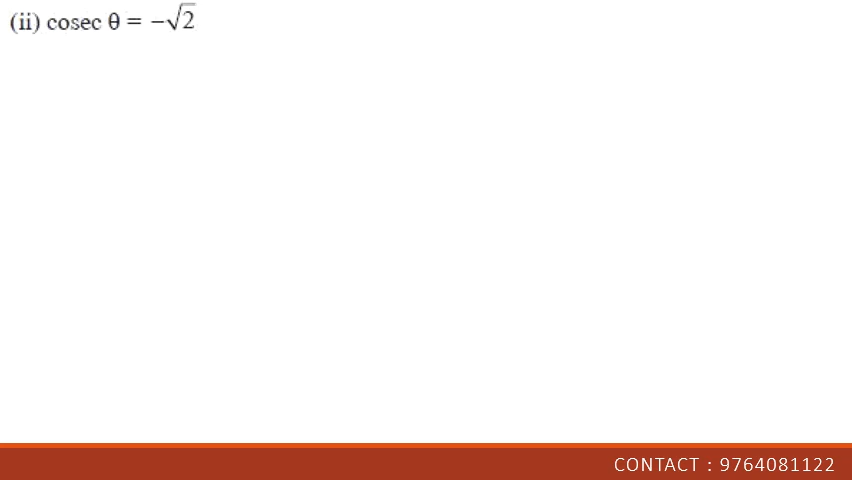 (ii) cosec θ = −√2
CONTACT : 9764081122